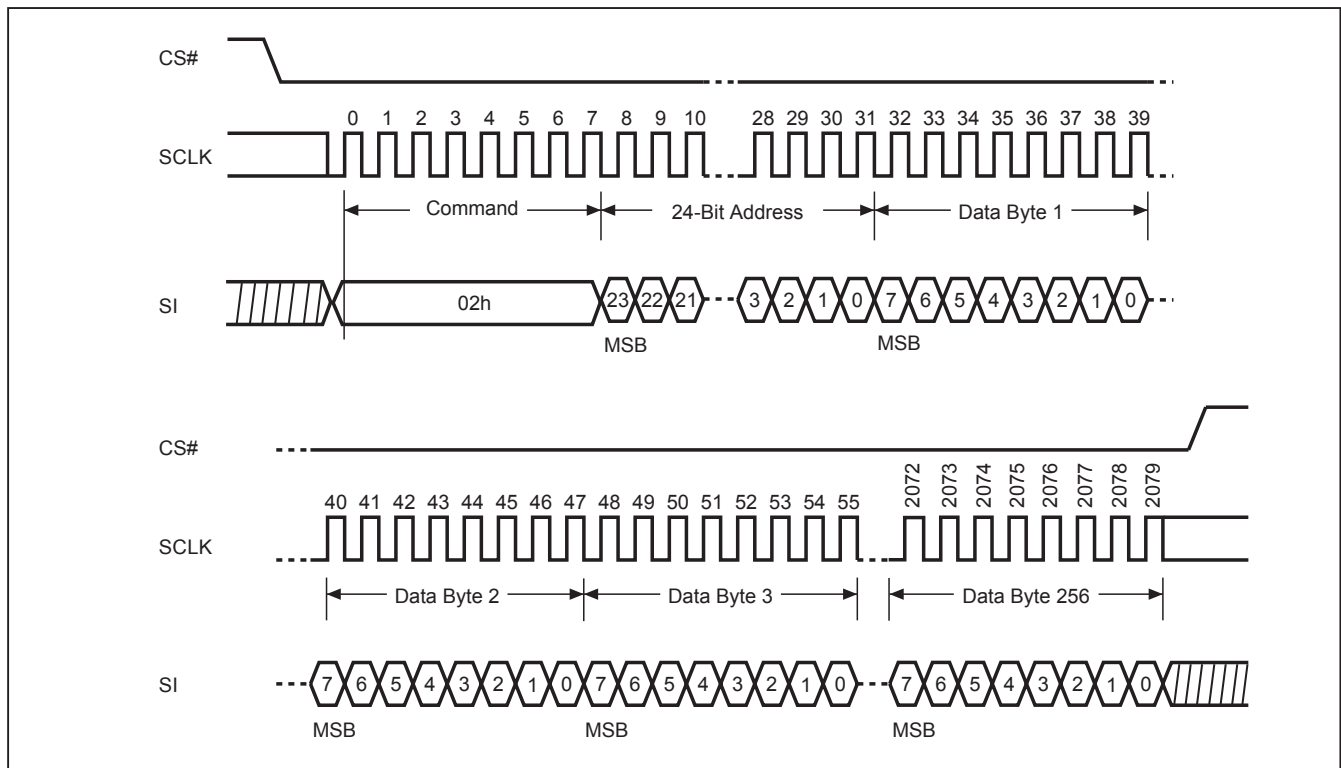 CS#
0 1 2 3 4 5 6 7 8 9 10 28 29 30 31 32 33 34 35 36 37 38 39
SCLK
Command 24-Bit Address Data Byte 1
SI 02h 23 22 21 3 2 1 0 7 6 5 4 3 2 1 0
MSB MSB
CS#
40 41 42 43 44 45 46 47 48 49 50 51 52 53 54 55 2072 2073 2074 2075 2076 2077 2078 2079
SCLK
Data Byte 2 Data Byte 3 Data Byte 256
SI 7 6 5 4 3 2 1 0 7 6 5 4 3 2 1 0 7 6 5 4 3 2 1 0
MSB MSB MSB